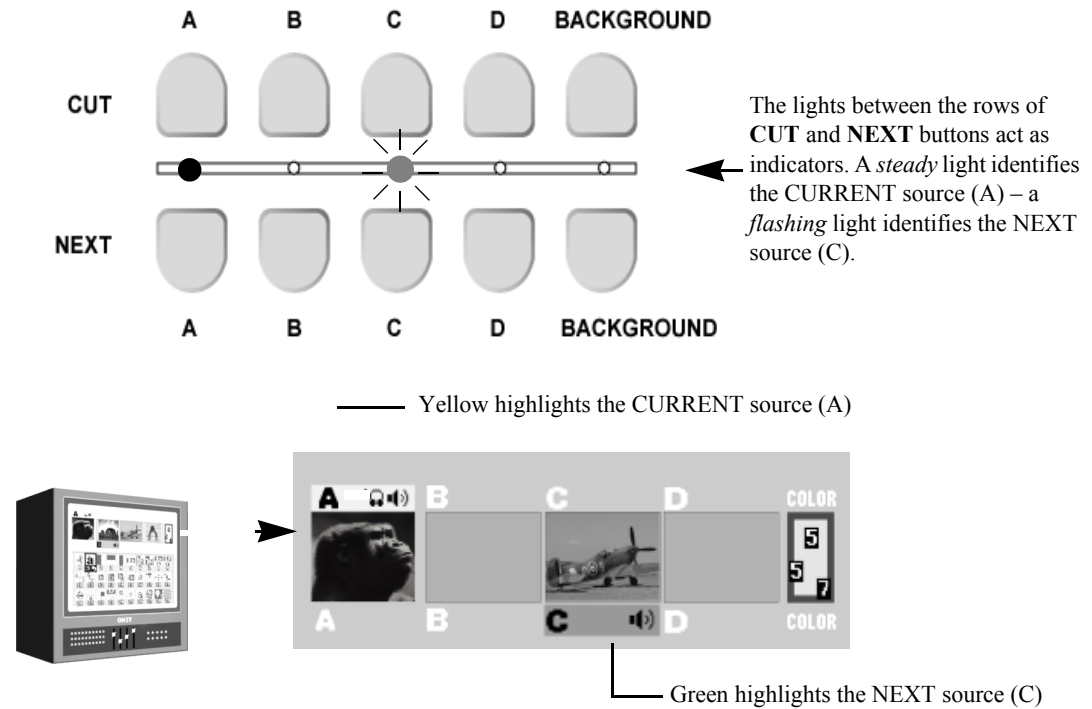 A B C D BACKGROUND
CUT
The lights between the rows of
CUT and NEXT buttons act as
indicators. A steady light identifies
the CURRENT source (A) – a
flashing light identifies the NEXT
source (C).
NEXT
A B C D BACKGROUND
Yellow highlights the CURRENT source (A)
A B C D COLOR
5
5
7
A B C D COLOR
Green highlights the NEXT source (C)